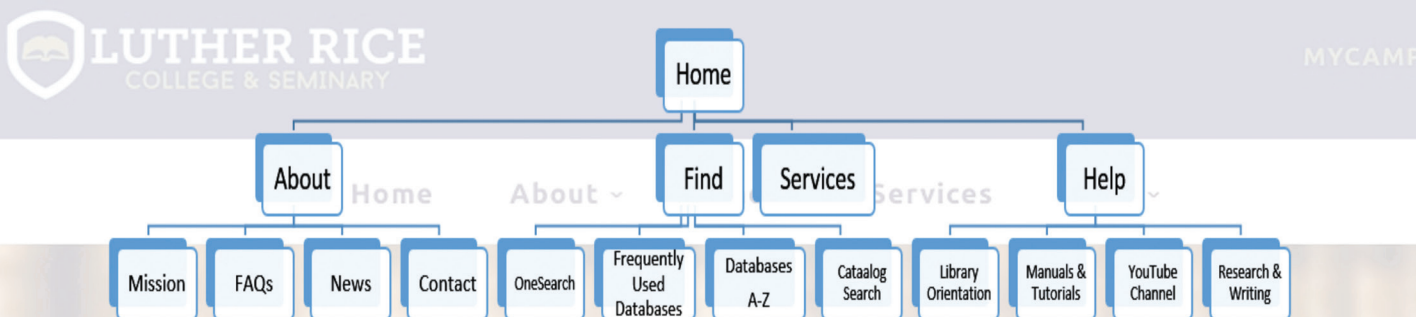 LUTHER RICE
COLLEGE & SEMINARY
MYCAMP
Home
About
Find
Services
Help
Home
About
Services
Mission
FAQs
News
Contact
OneSearch
Frequently
Used
Databases
Databases
A-Z
Cataalog
Search
Library
Orientation
Manuals &
Tutorials
YouTube
Channel
Research &
Writing